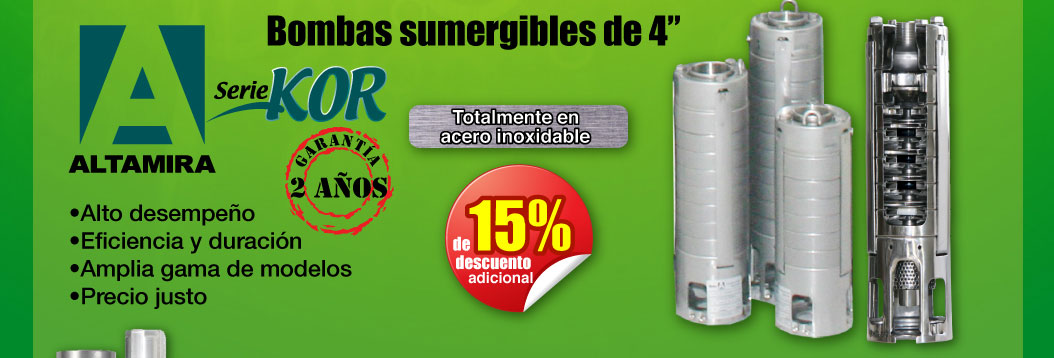 Bombas sumergibles de 4”
A
Serie KOR
ALTAMIRA
GARANTIA
2 AÑOS
Totalmente en
acero inoxidable
•Alto desempeño
•Eficiencia y duración
•Amplia gama de modelos
•Precio justo
de 15%
descuento
adicional